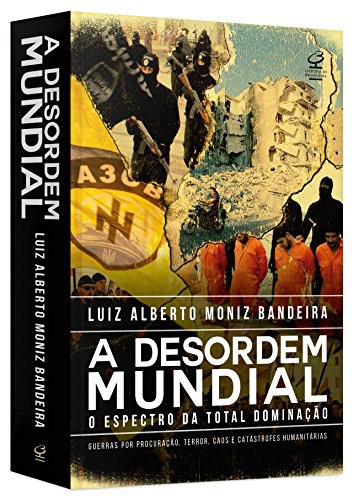 A DESORDEM
MUNDIAL
LUIZ ALBERTO MONIZ BANDEIRA
АЗОВ
LUIZ ALBERTO MONIZ BANDEIRA
A DESORDEM
MUNDIAL
O ESPECTRO DA TOTAL DOMINAÇÃO
GUERRAS POR PROCURAÇÃO, TERROR, CAOS E CATÁSTROFES HUMANITÁRIAS